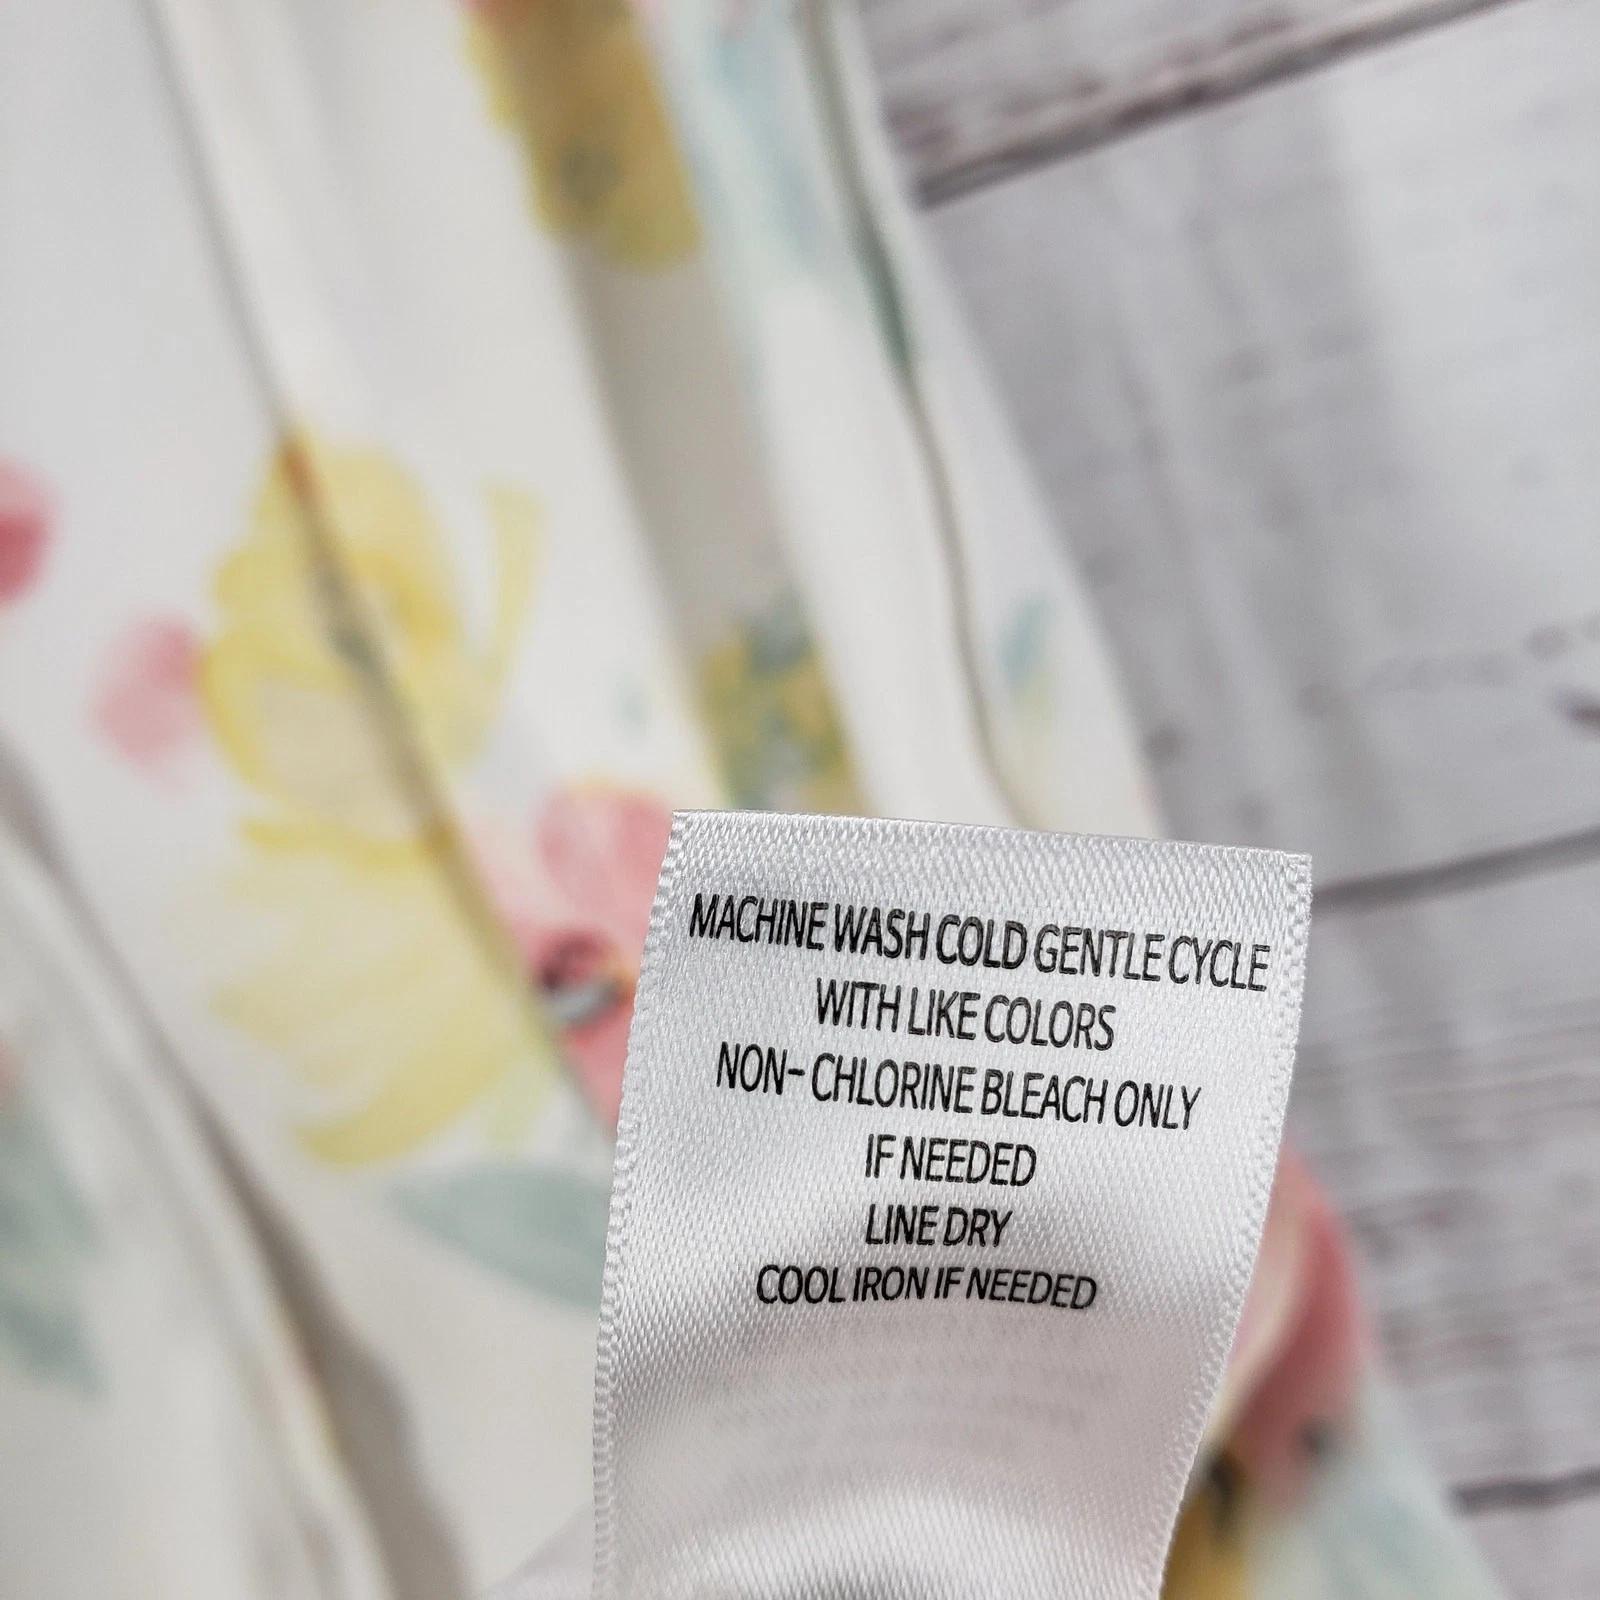 MACHINE WASH COLD GENTLE CYCLE
WITH LIKE COLORS
NON- CHLORINE BLEACH ONLY
IF NEEDED
LINE DRY
COOL IRON IF NEEDED